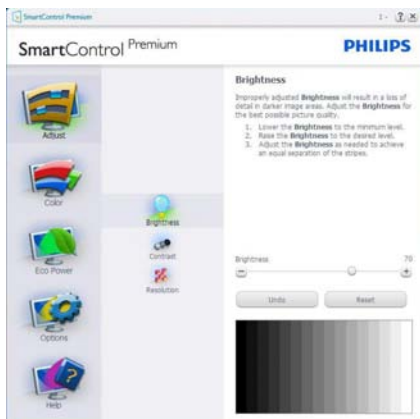 SmartControl Premium
1 - ? x
SmartControl Premium
PHILIPS
Adjust
Color
Eco Power
Options
Help
Brightness
Contrast
Resolution
Brightness
Improperly adjusted Brightness will result in a loss of
detail in darker image areas. Adjust the Brightness for
the best possible picture quality.
1. Lower the Brightness to the minimum level.
2. Raise the Brightness to the desired level.
3. Adjust the Brightness as needed to achieve
an equal separation of the stripes.
Brightness 70
Undo Reset